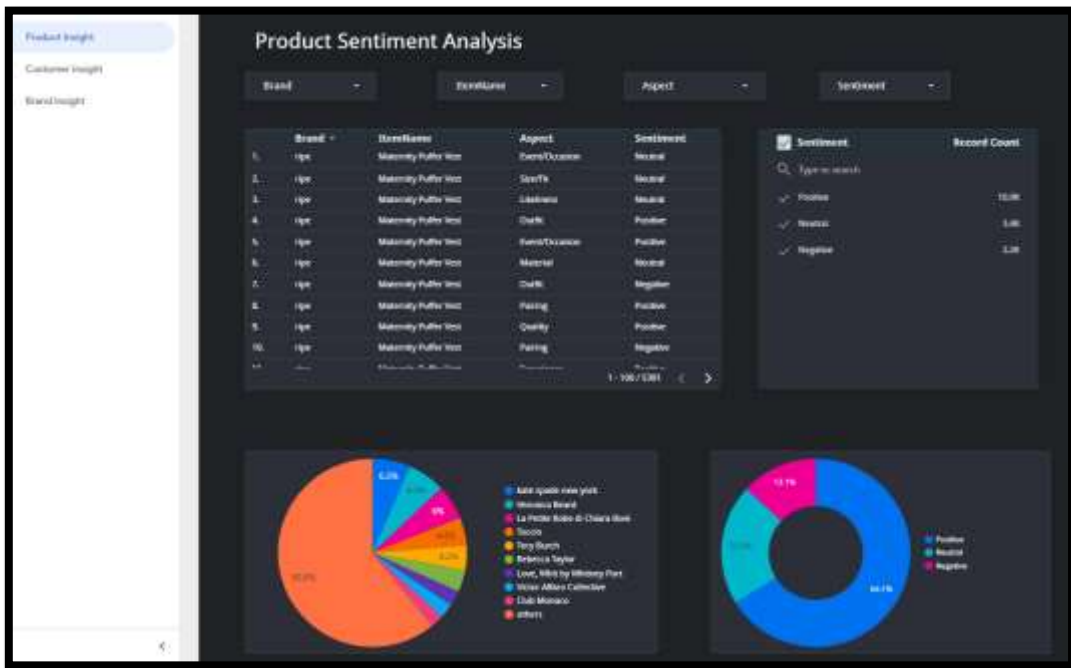 Product Insight
Customer Insight
Brand Insight
Product Sentiment Analysis
Brand ItemName Aspect Sentiment
Brand ItemName Aspect Sentiment
1. ripe Maternity Puffer Vest Event/Occasion Neutral
2. ripe Maternity Puffer Vest Size/Fit Neutral
3. ripe Maternity Puffer Vest Neutral
4. ripe Maternity Puffer Vest Outfit Positive
5. ripe Maternity Puffer Vest Event/Occasion Positive
6. ripe Maternity Puffer Vest Material Neutral
7. ripe Maternity Puffer Vest Outfit Negative
8. ripe Maternity Puffer Vest Pairing Positive
9. ripe Maternity Puffer Vest Quality Positive
10. ripe Maternity Puffer Vest Pairing Negative
1 - 100 / 5301
Sentiment Record Count
Type to search
Positive
Neutral
Negative
kate spade new york
Veronica Beard
La Petite Robe di Chiara Boni
Toccin
Tory Burch
Rebecca Taylor
Love, Whit by Whitney Port
Victor Alfaro Collective
Club Monaco
others
6%
Positive
Neutral
Negative